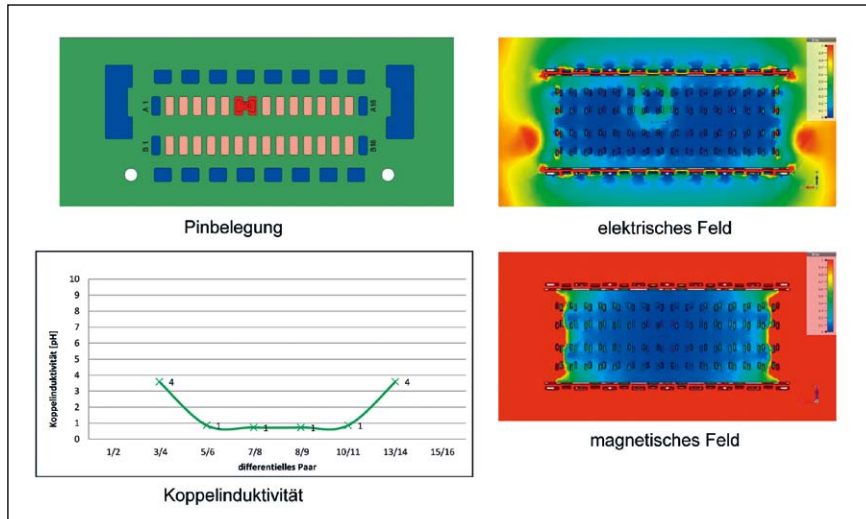 A 1
A16
B 1
B16
Pinbelegung
elektrisches Feld
10
9
8
7
6
5
4
3
2
1
0
Koppelinduktivität [pH]
4
1
1
1
1
4
1/2 3/4 5/6 7/8 8/9 10/11 13/14 15/16
differentielles Paar
Koppelinduktivität
magnetisches Feld